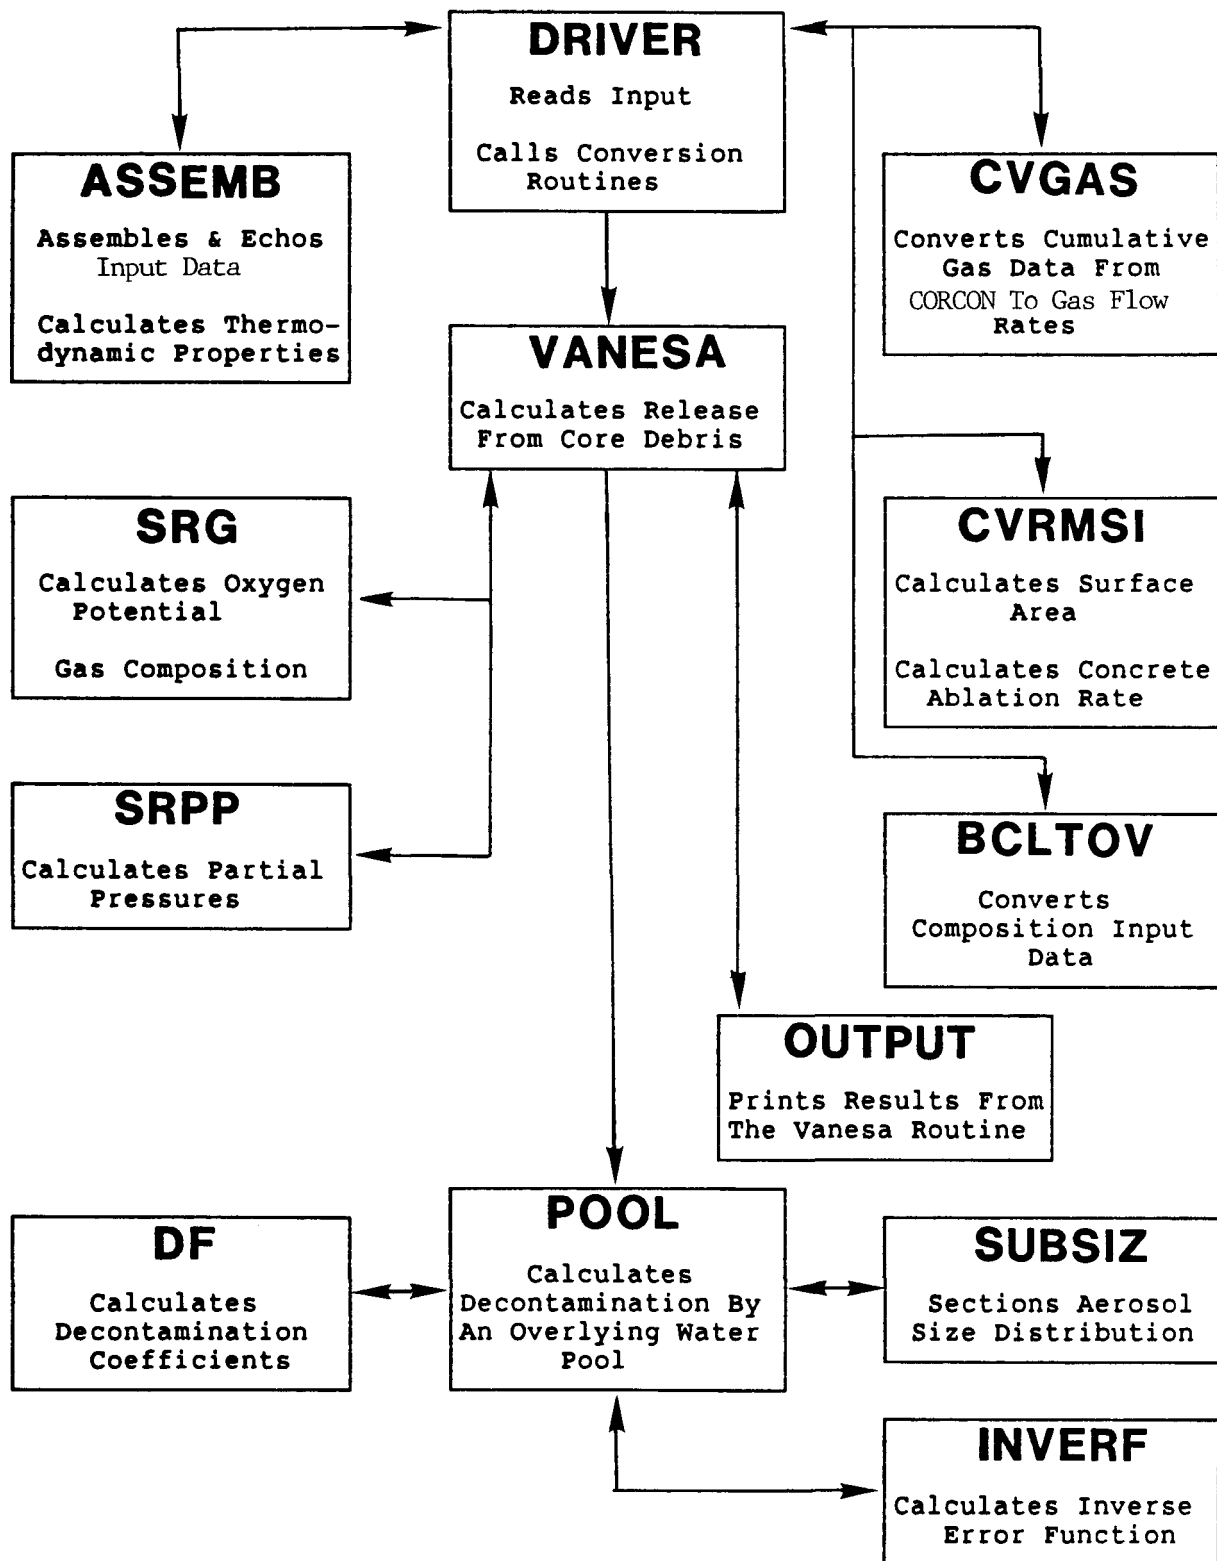 DRIVER
Reads Input
Calls Conversion
Routines
ASSEMB
Assembles & Echos
Input Data
Calculates Thermo-
dynamic Properties
CVGAS
Converts Cumulative
Gas Data From
CORCON To Gas Flow
Rates
VANESA
Calculates Release
From Core Debris
SRG
Calculates Oxygen
Potential
Gas Composition
CVRMSI
Calculates Surface
Area
Calculates Concrete
Ablation Rate
SRPP
Calculates Partial
Pressures
BCLTOV
Converts
Composition Input
Data
OUTPUT
Prints Results From
The Vanesa Routine
DF
Calculates
Decontamination
Coefficients
POOL
Calculates
Decontamination By
An Overlying Water
Pool
SUBSIZ
Sections Aerosol
Size Distribution
INVERF
Calculates Inverse
Error Function